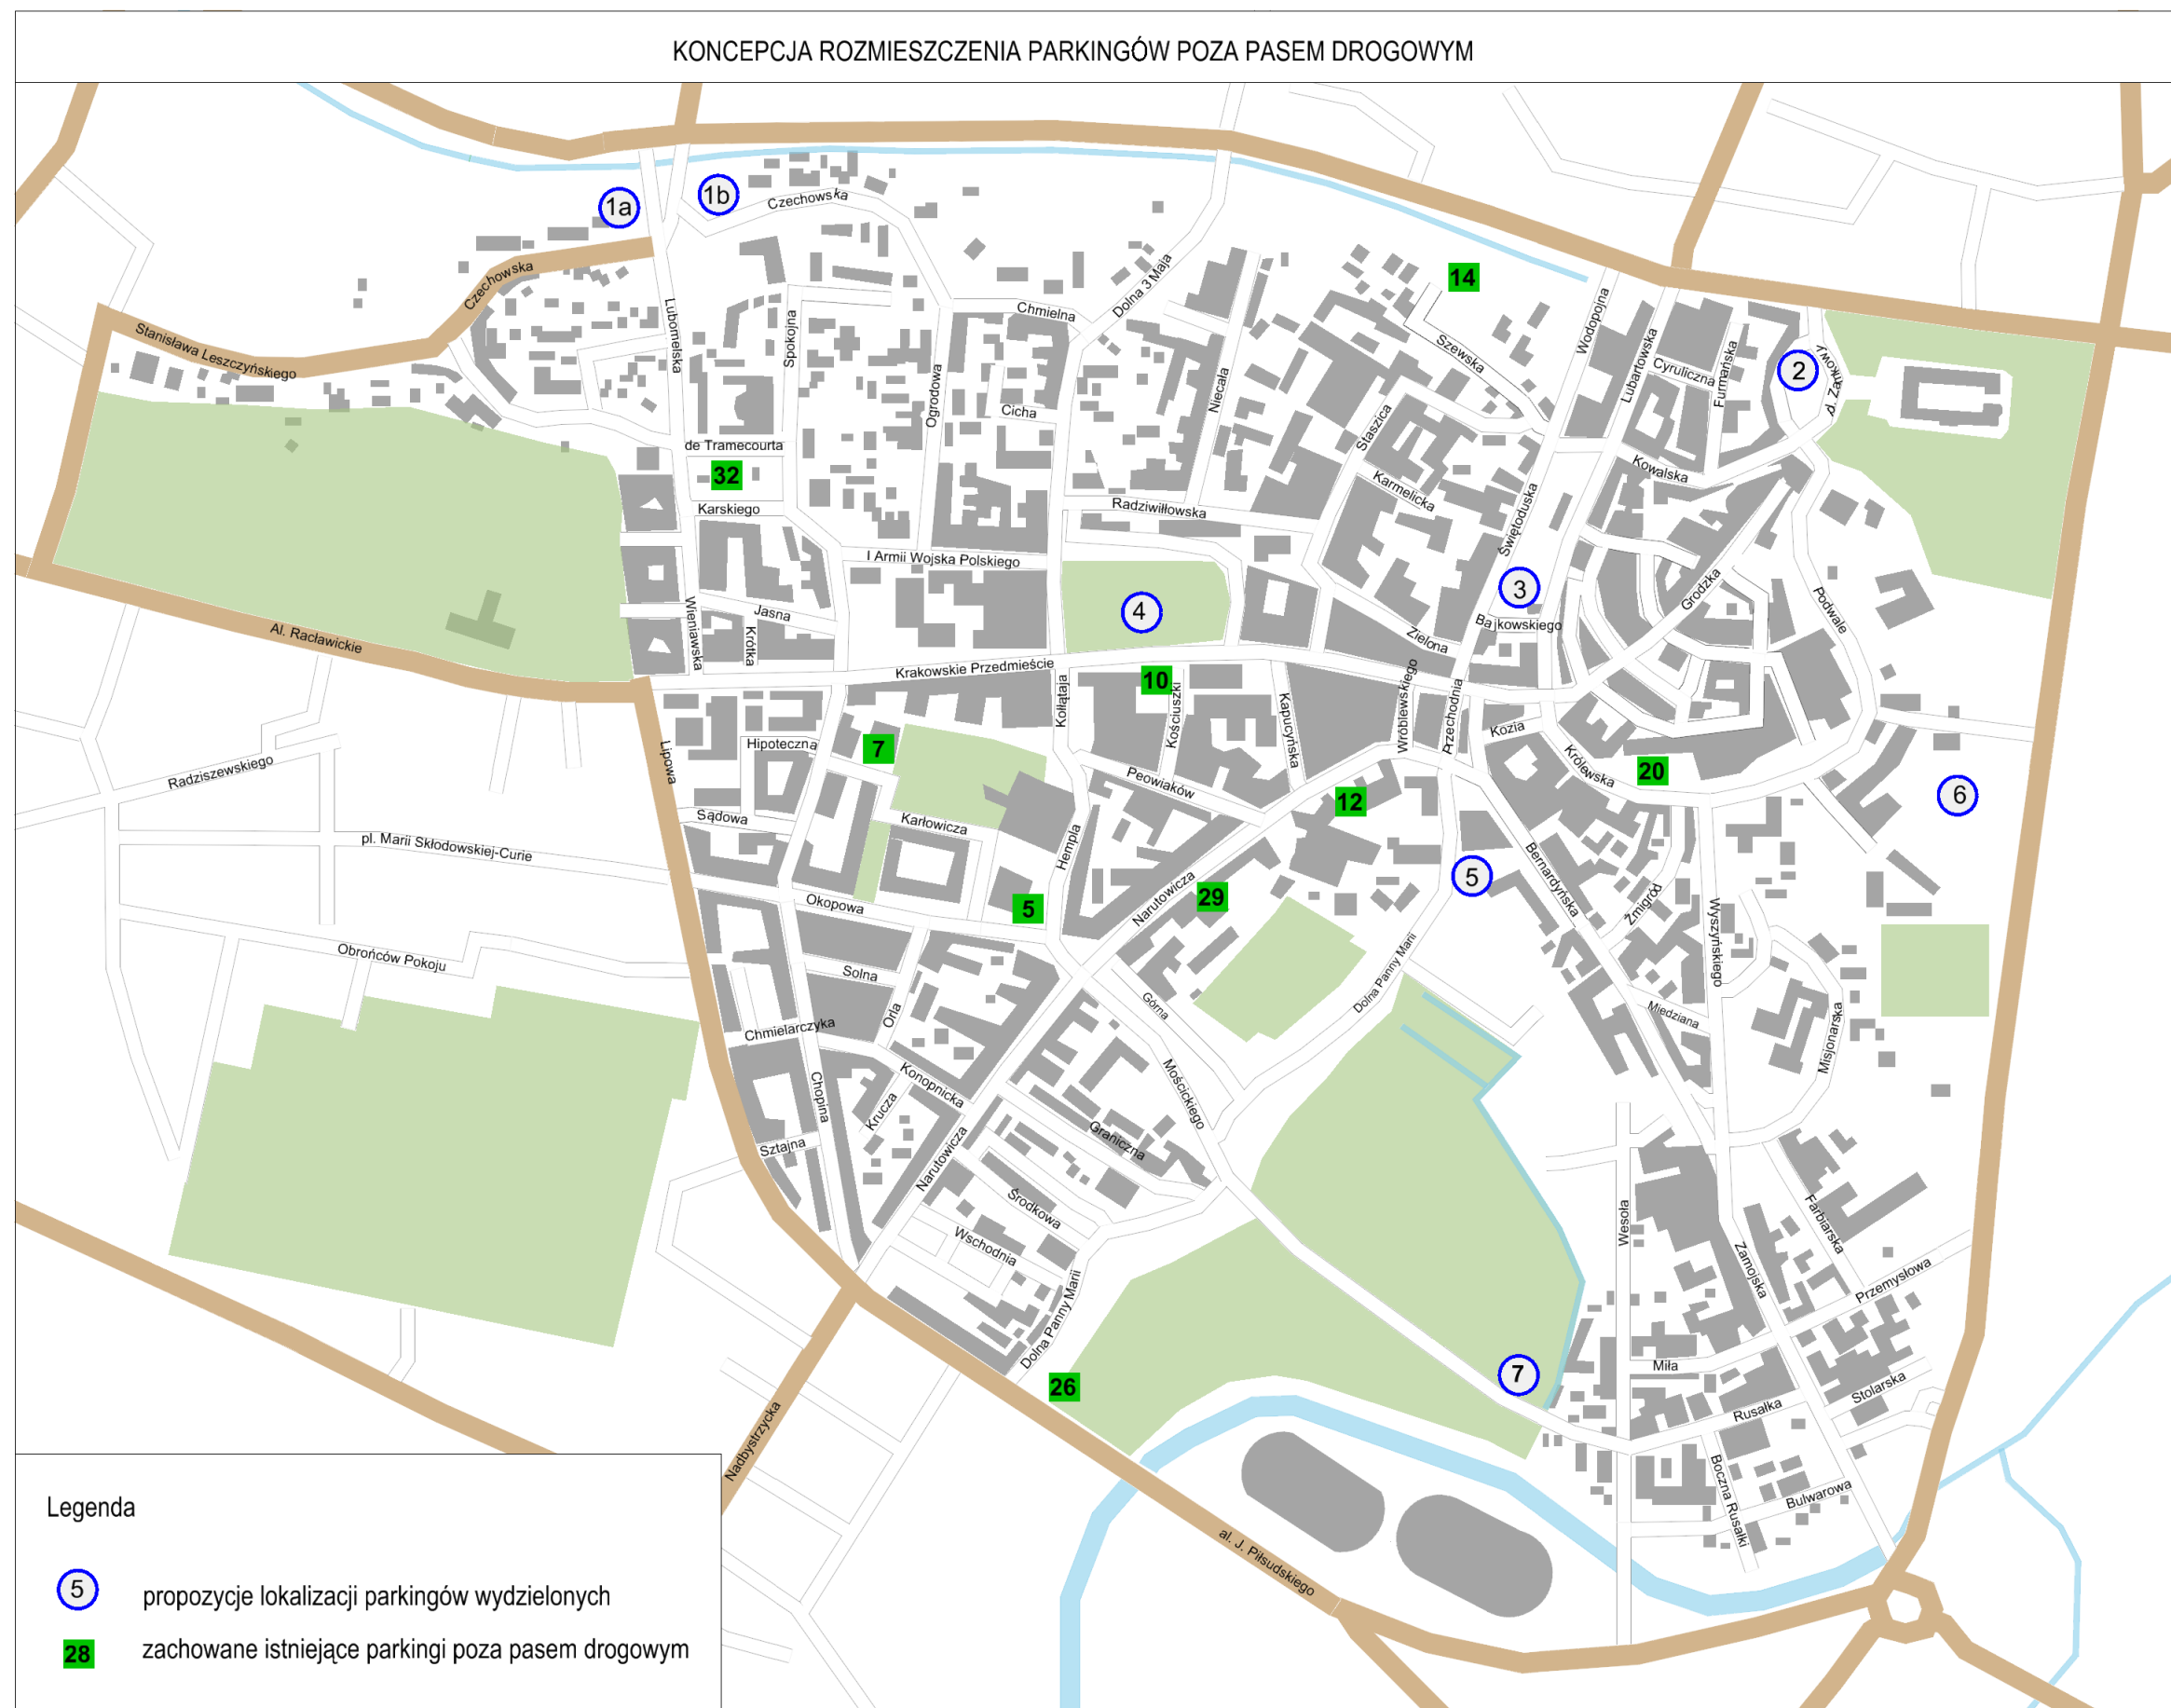 KONCEPCJA ROZMIESZCZENIA PARKINGÓW POZA PASEM DROGOWYM
1a
1b
Czechowska
Czechowska
Stanisława Leszczyńskiego
Lubomelska
Spokojna
Ogrodowa
Chmielna
Dolna 3 Maja
Cicha
Niecała
14
Szewska
Staszica
Wodopojna
Lubartowska
Cyruliczna
Furmańska
2
pl. Zamkowy
de Tramecourta
32
Karskiego
Radziwiłłowska
Karmelicka
Świętoduska
Kowalska
I Armii Wojska Polskiego
Jasna
Krótka
Wieniawska
4
3
Bajkowskiego
Zielona
Grodzka
Podwale
Al. Racławickie
Krakowskie Przedmieście
10
Kołłątaja
Kościuszki
Kapucyńska
Wróblewskiego
Przechodnia
Kozia
Królewska
20
6
Lipowa
Hipoteczna
7
Radziszewskiego
Peowiaków
12
Sądowa
Karłowicza
Hempla
pl. Marii Skłodowskiej-Curie
5
Bernardyńska
Żmigród
Wyszyńskiego
Narutowicza
29
5
Okopowa
Obrońców Pokoju
Solna
Orla
Górna
Dolna Panny Marii
Miedziana
Misjonarska
Chmielarczyka
Chopina
Konopnicka
Krucza
Mościckiego
Graniczna
Sztajna
Narutowicza
Środkowa
Wschodnia
Dolna Panny Marii
26
Wesoła
Zamojska
Farbiarska
Przemysłowa
7
Miła
Stolarska
Rusałka
Boczna Rusałki
Bulwarowa
Nadbystrzycka
al. J. Piłsudskiego
Legenda
5
propozycje lokalizacji parkingów wydzielonych
28
zachowane istniejące parkingi poza pasem drogowym